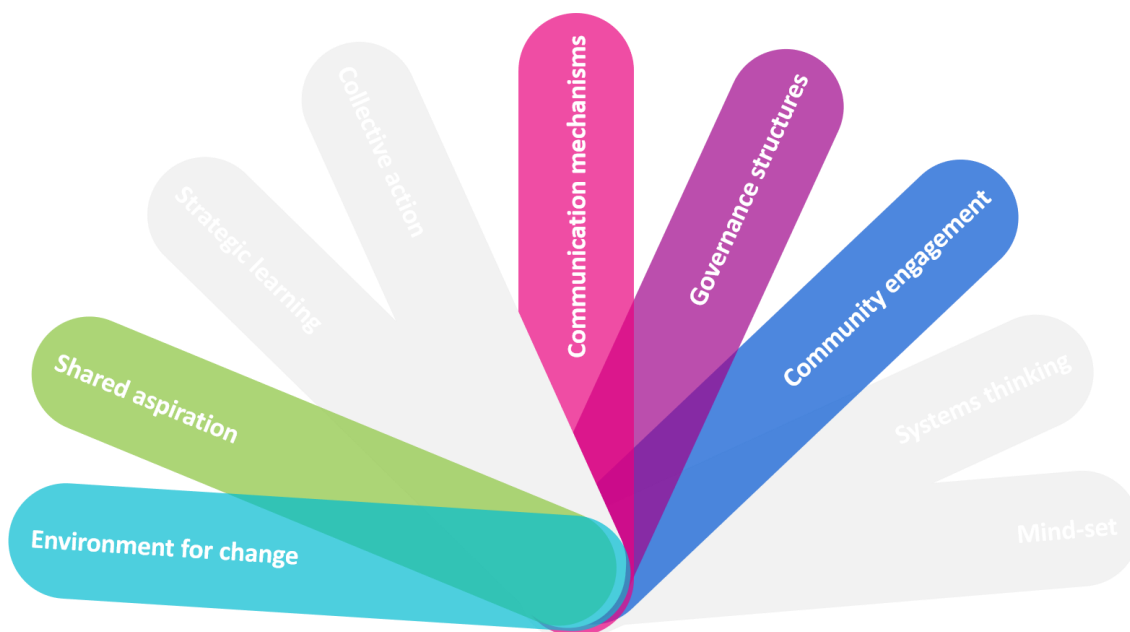 Environment for change
Shared aspiration
Strategic learning
Collective action
Communication mechanisms
Governance structures
Community engagement
Systems thinking
Mind-set